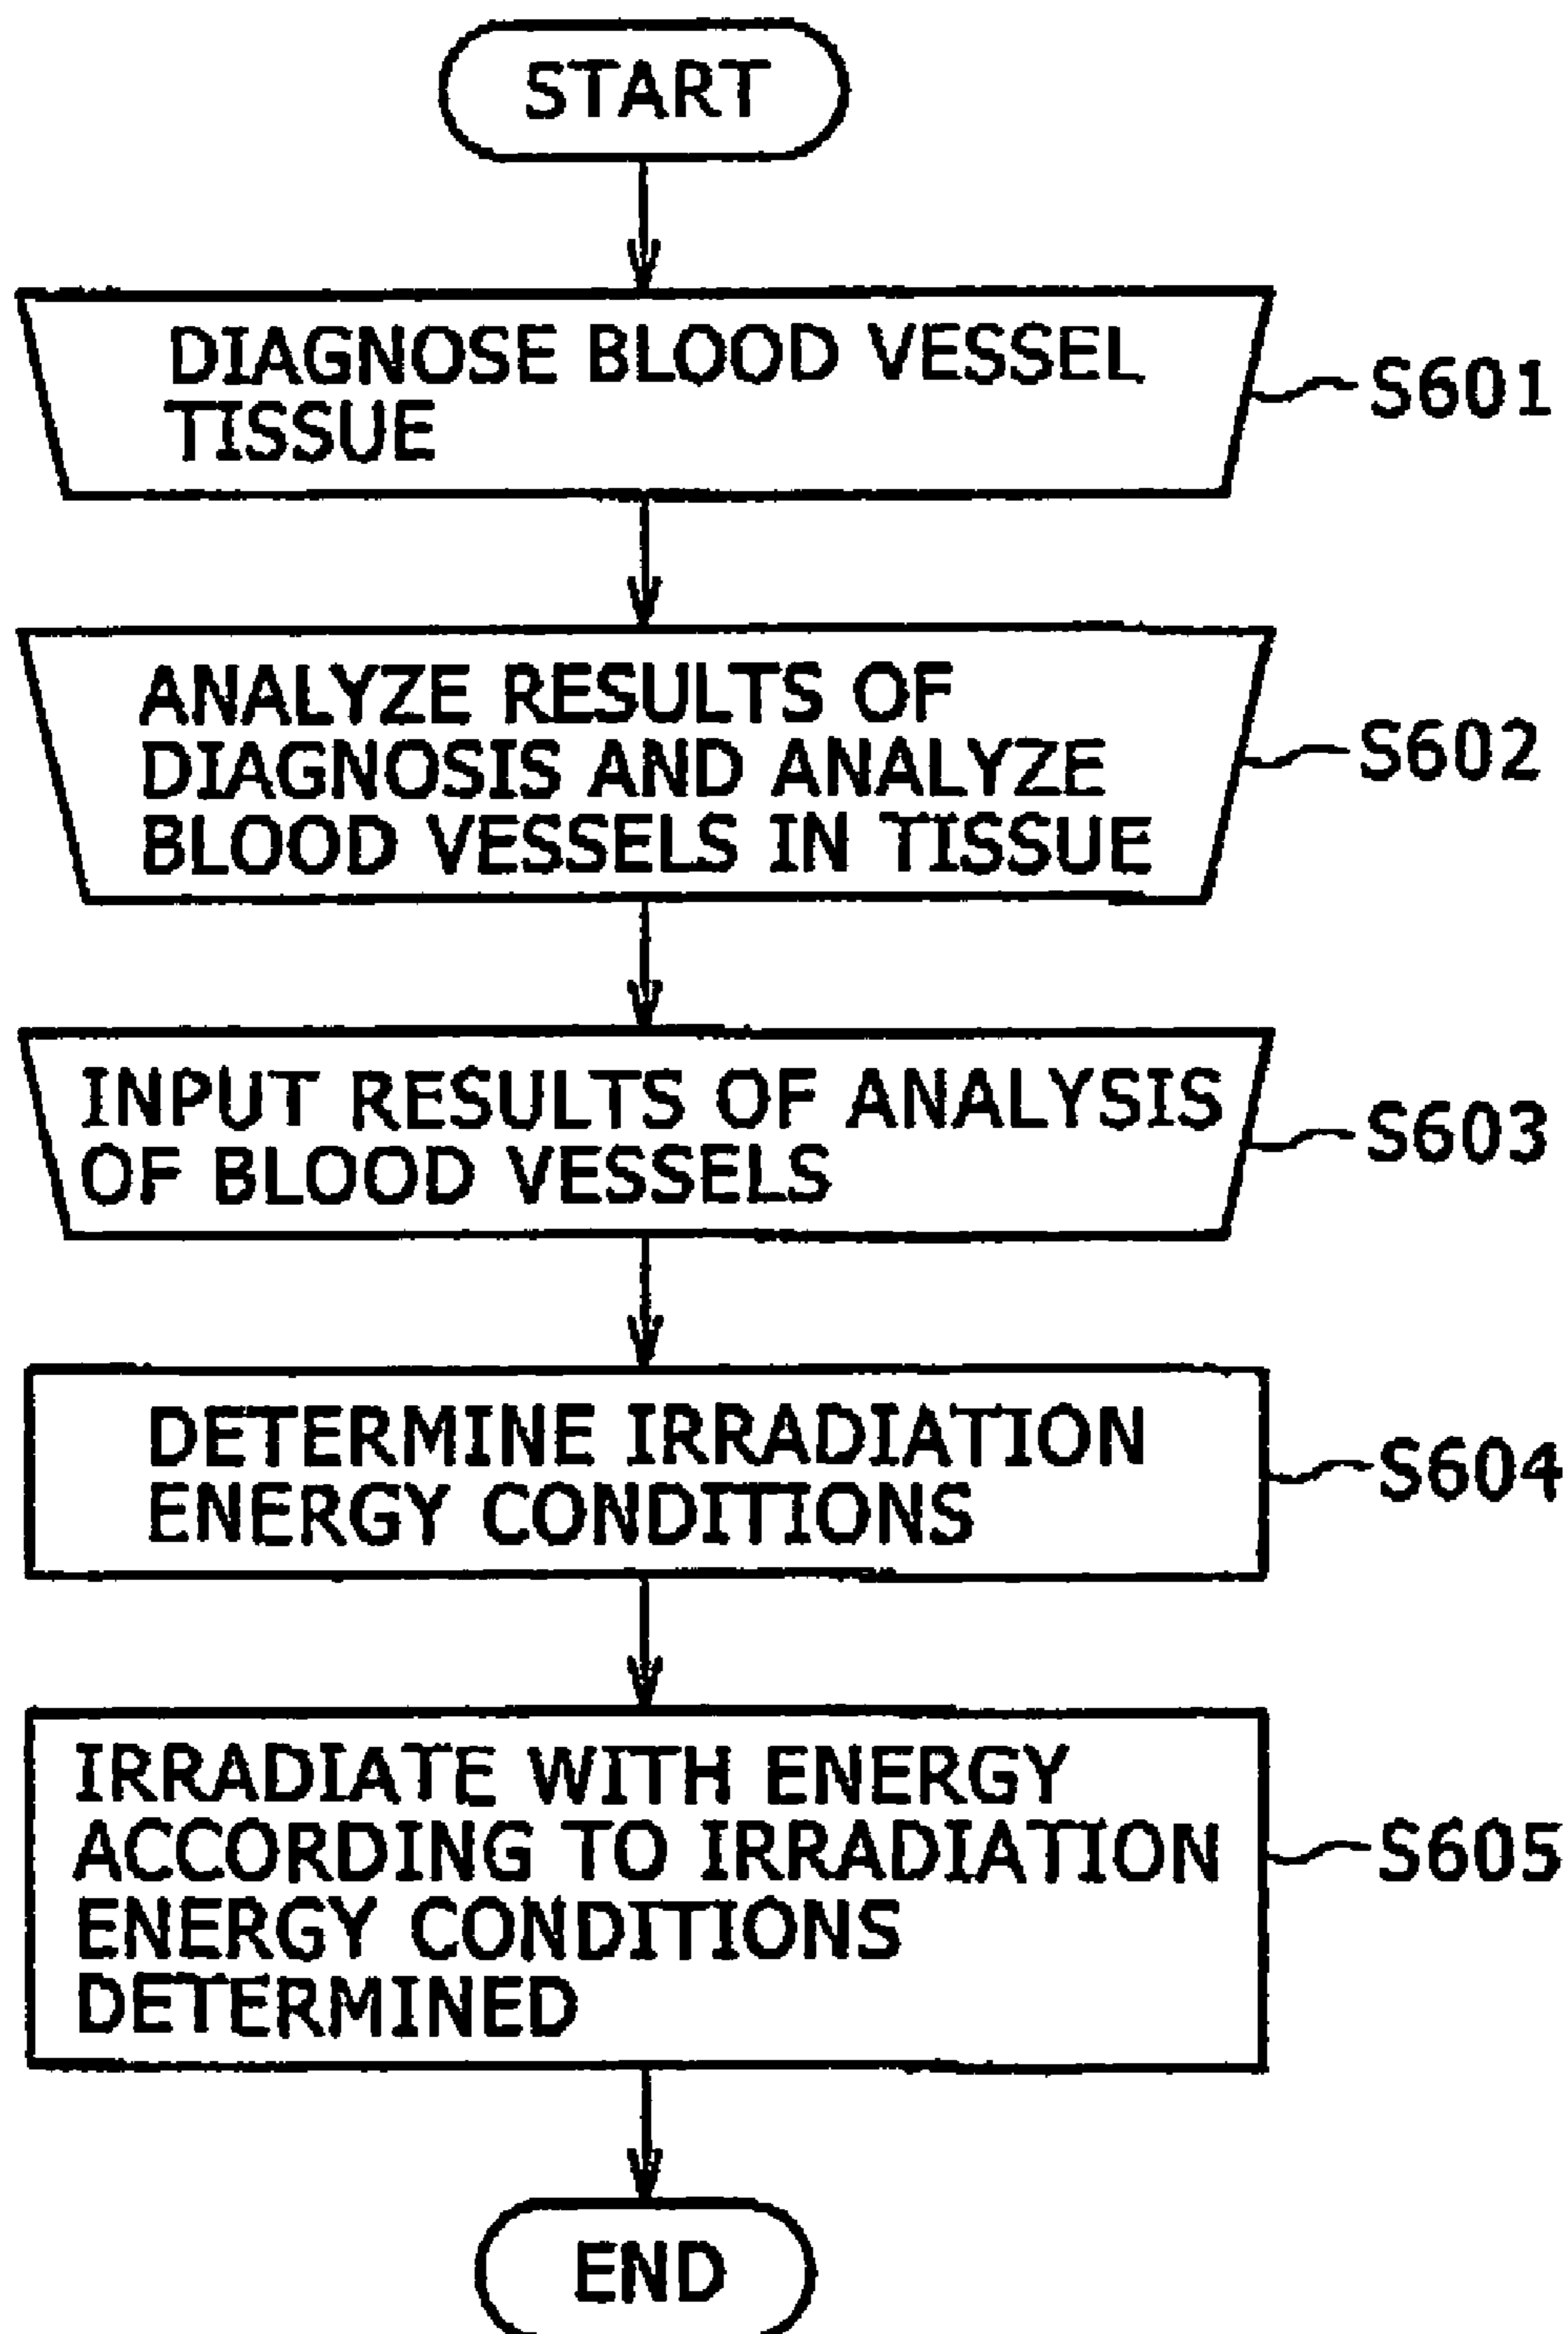 START
DIAGNOSE BLOOD VESSEL
TISSUE
S601
ANALYZE RESULTS OF
DIAGNOSIS AND ANALYZE
BLOOD VESSELS IN TISSUE
S602
INPUT RESULTS OF ANALYSIS
OF BLOOD VESSELS
S603
DETERMINE IRRADIATION
ENERGY CONDITIONS
S604
IRRADIATE WITH ENERGY
ACCORDING TO IRRADIATION
ENERGY CONDITIONS
DETERMINED
S605
END